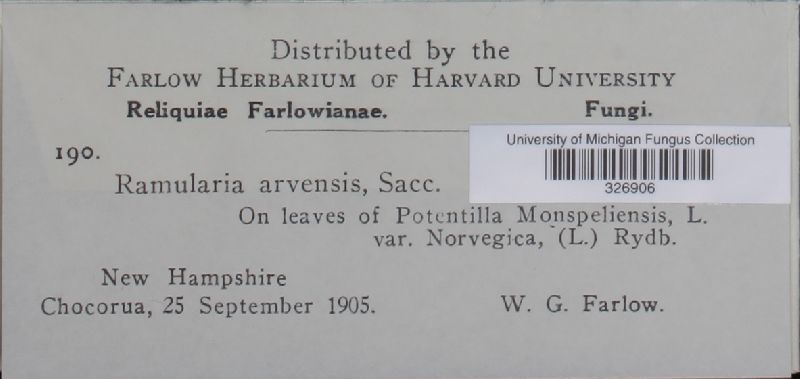 Distributed by the
FARLOW HERBARIUM OF HARVARD UNIVERSITY
Reliquiae Farlowianae. Fungi.
University of Michigan Fungus Collection
326906
190.
Ramularia arvensis, Sacc.
On leaves of Potentilla Monspeliensis, L.
var. Norvegica, (L.) Rydb.
New Hampshire
Chocorua, 25 September 1905. W. G. Farlow.